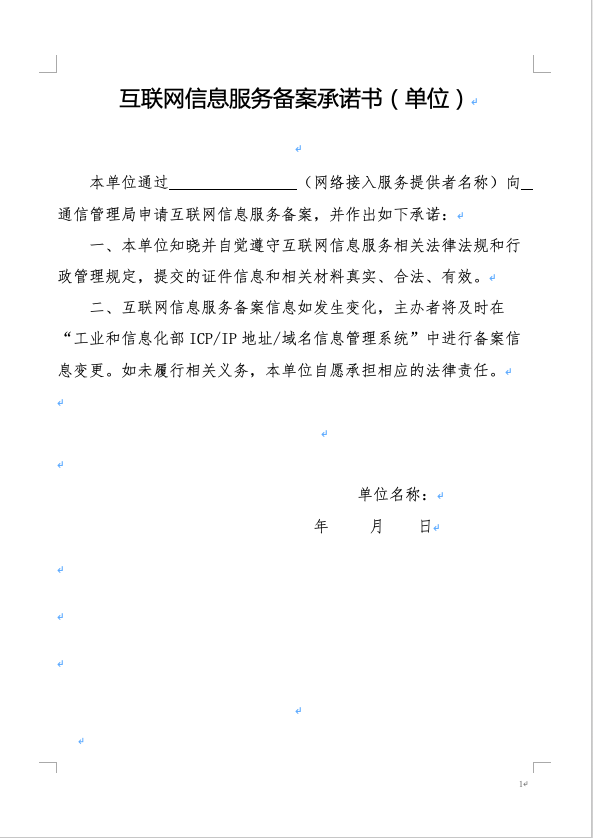 互联网信息服务备案承诺书（单位）
本单位通过________________（网络接入服务提供者名称）向_
通信管理局申请互联网信息服务备案，并作出如下承诺：
一、本单位知晓并自觉遵守互联网信息服务相关法律法规和行
政管理规定，提交的证件信息和相关材料真实、合法、有效。
二、互联网信息服务备案信息如发生变化，主办者将及时在
“工业和信息化部 ICP/IP 地址/域名信息管理系统”中进行备案信
息变更。如未履行相关义务，本单位自愿承担相应的法律责任。
单位名称：
年 月 日
1